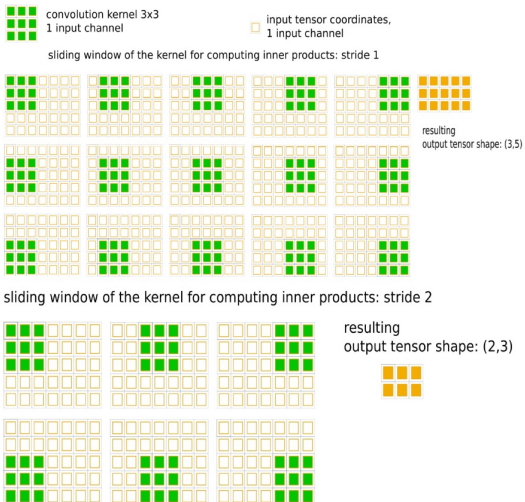 convolution kernel 3x3
1 input channel
input tensor coordinates,
1 input channel
sliding window of the kernel for computing inner products: stride 1
resulting
output tensor shape: (3,5)
sliding window of the kernel for computing inner products: stride 2
resulting
output tensor shape: (2,3)